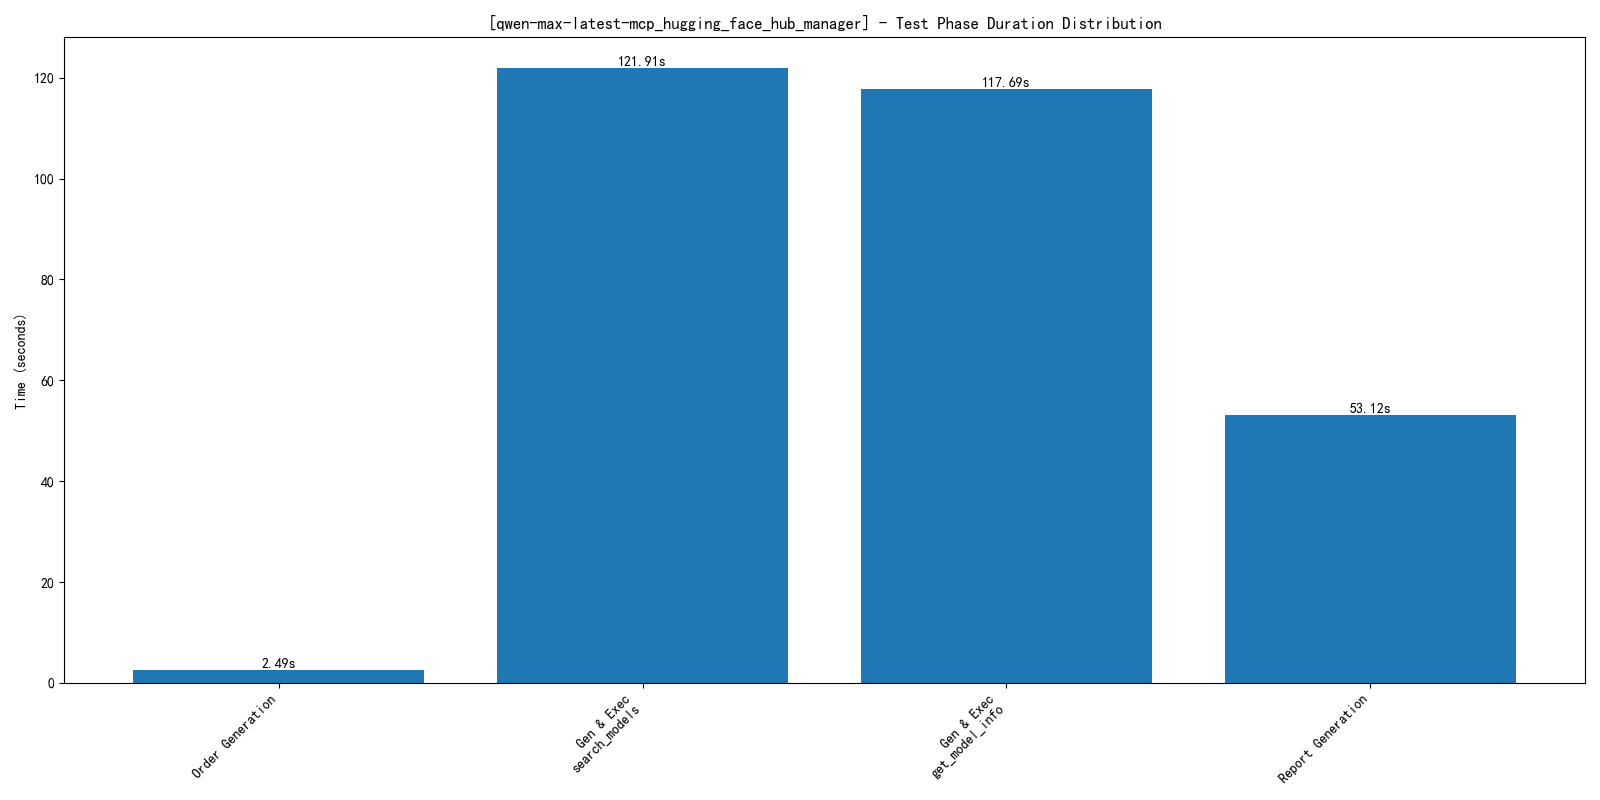 [qwen-max-latest-mcp_hugging_face_hub_manager] - Test Phase Duration Distribution
Time (seconds)
120
100
80
60
40
20
0
2.49s
121.91s
117.69s
53.12s
Order Generation
Gen & Exec
search_models
Gen & Exec
get_model_info
Report Generation